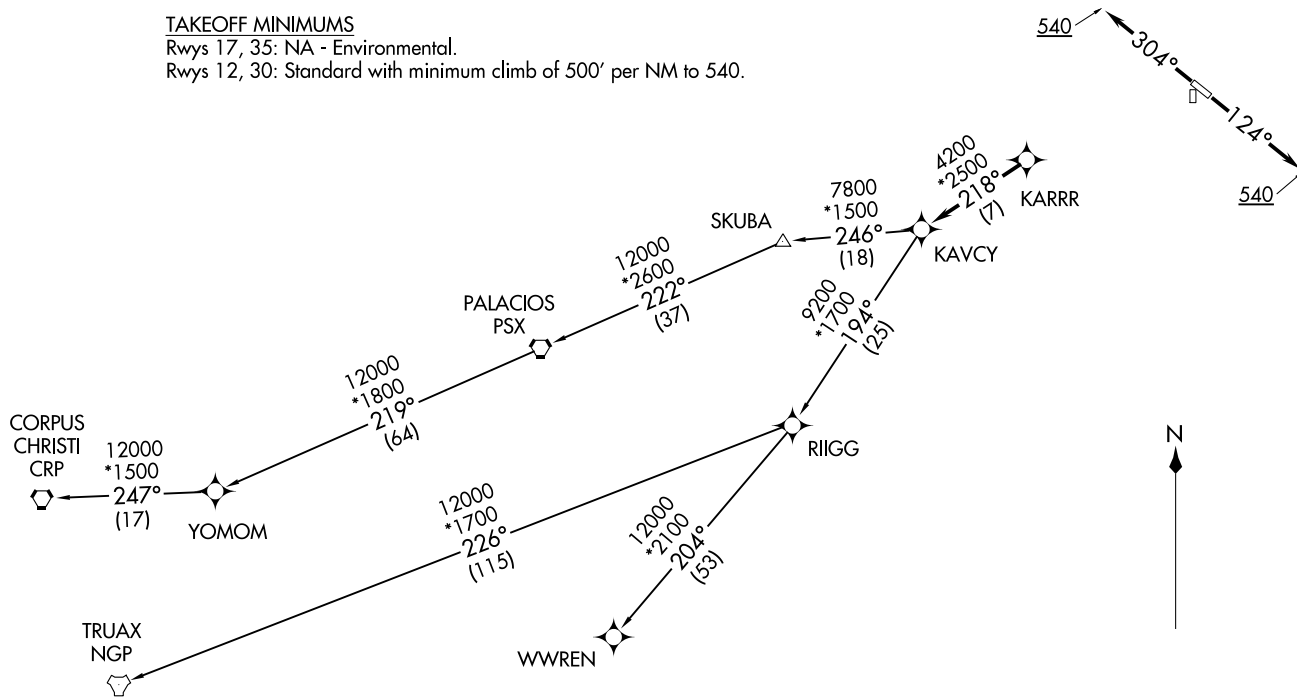 TAKEOFF MINIMUMS
Rwys 17, 35: NA - Environmental.
Rwys 12, 30: Standard with minimum climb of 500' per NM to 540.
540
304°
124°
540
4200
*2500
218°
(7)
KARRR
7800
*1500
246°
(18)
SKUBA
KAVCY
12000
*2600
222°
(37)
9200
*1700
194°
(25)
PALACIOS
PSX
12000
*1800
219°
(64)
RIIGG
N
CORPUS
CHRISTI
CRP
12000
*1500
247°
(17)
YOMOM
12000
*1700
226°
(115)
12000
*2100
204°
(53)
TRUAX
NGP
WWREN